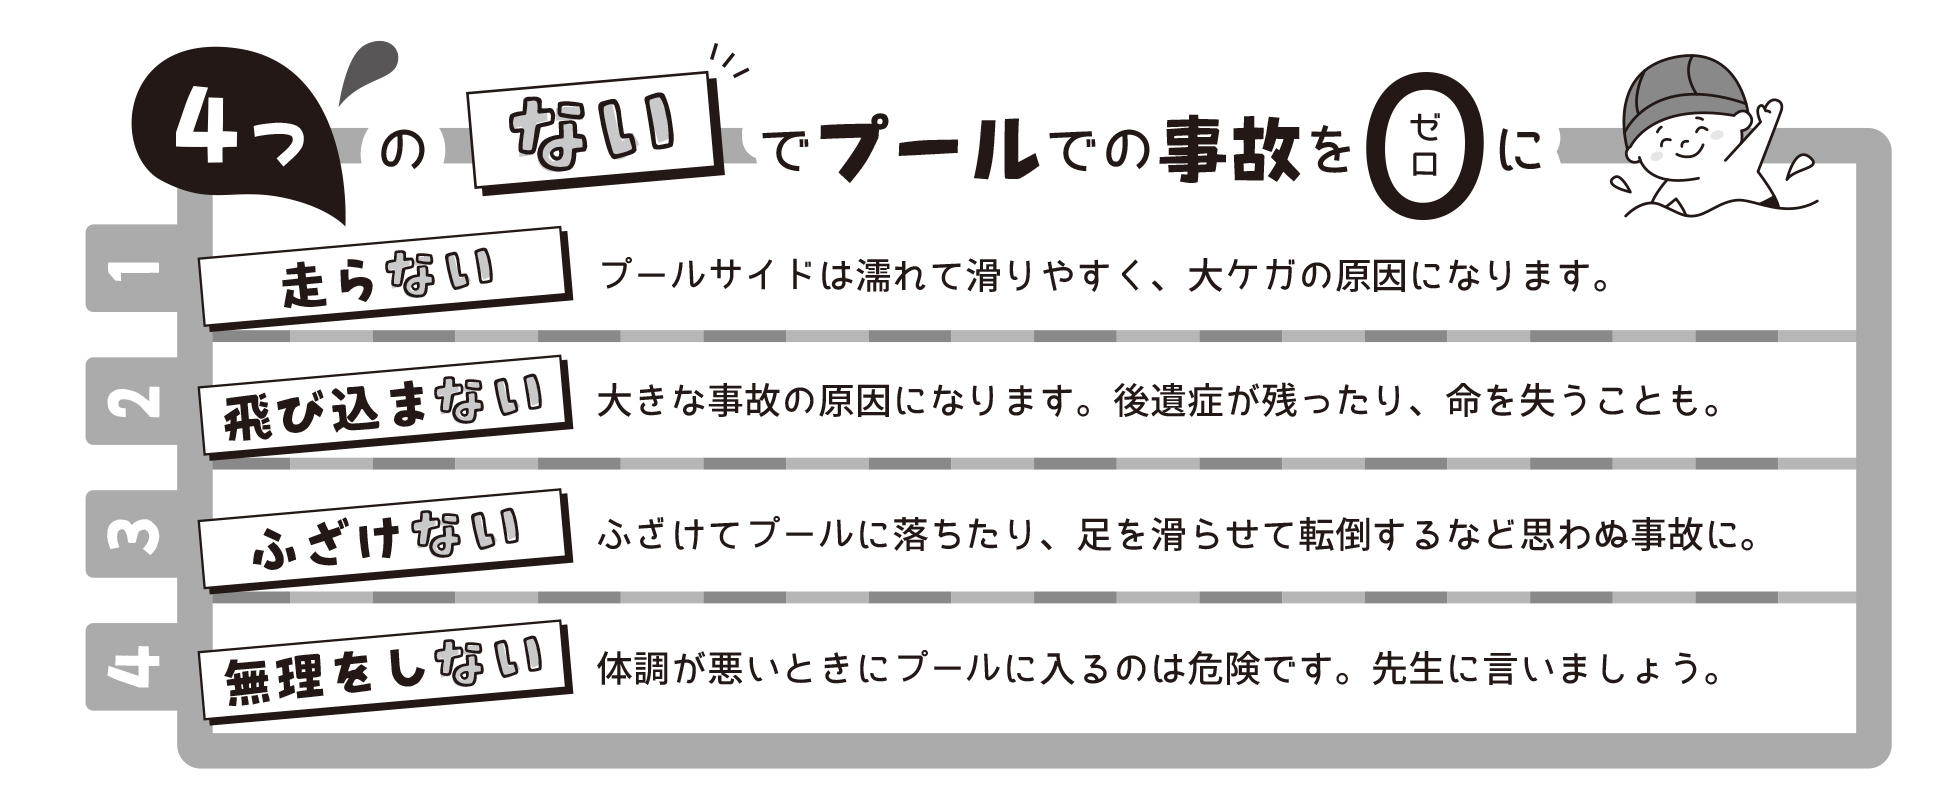 4つのないでプールでの事故を0ゼロに
1 走らない プールサイドは濡れて滑りやすく、大ケガの原因になります。
2 飛び込まない 大きな事故の原因になります。後遺症が残ったり、命を失うことも。
3 ふざけない ふざけてプールに落ちたり、足を滑らせて転倒するなど思わぬ事故に。
4 無理をしない 体調が悪いときにプールに入るのは危険です。先生に言いましょう。